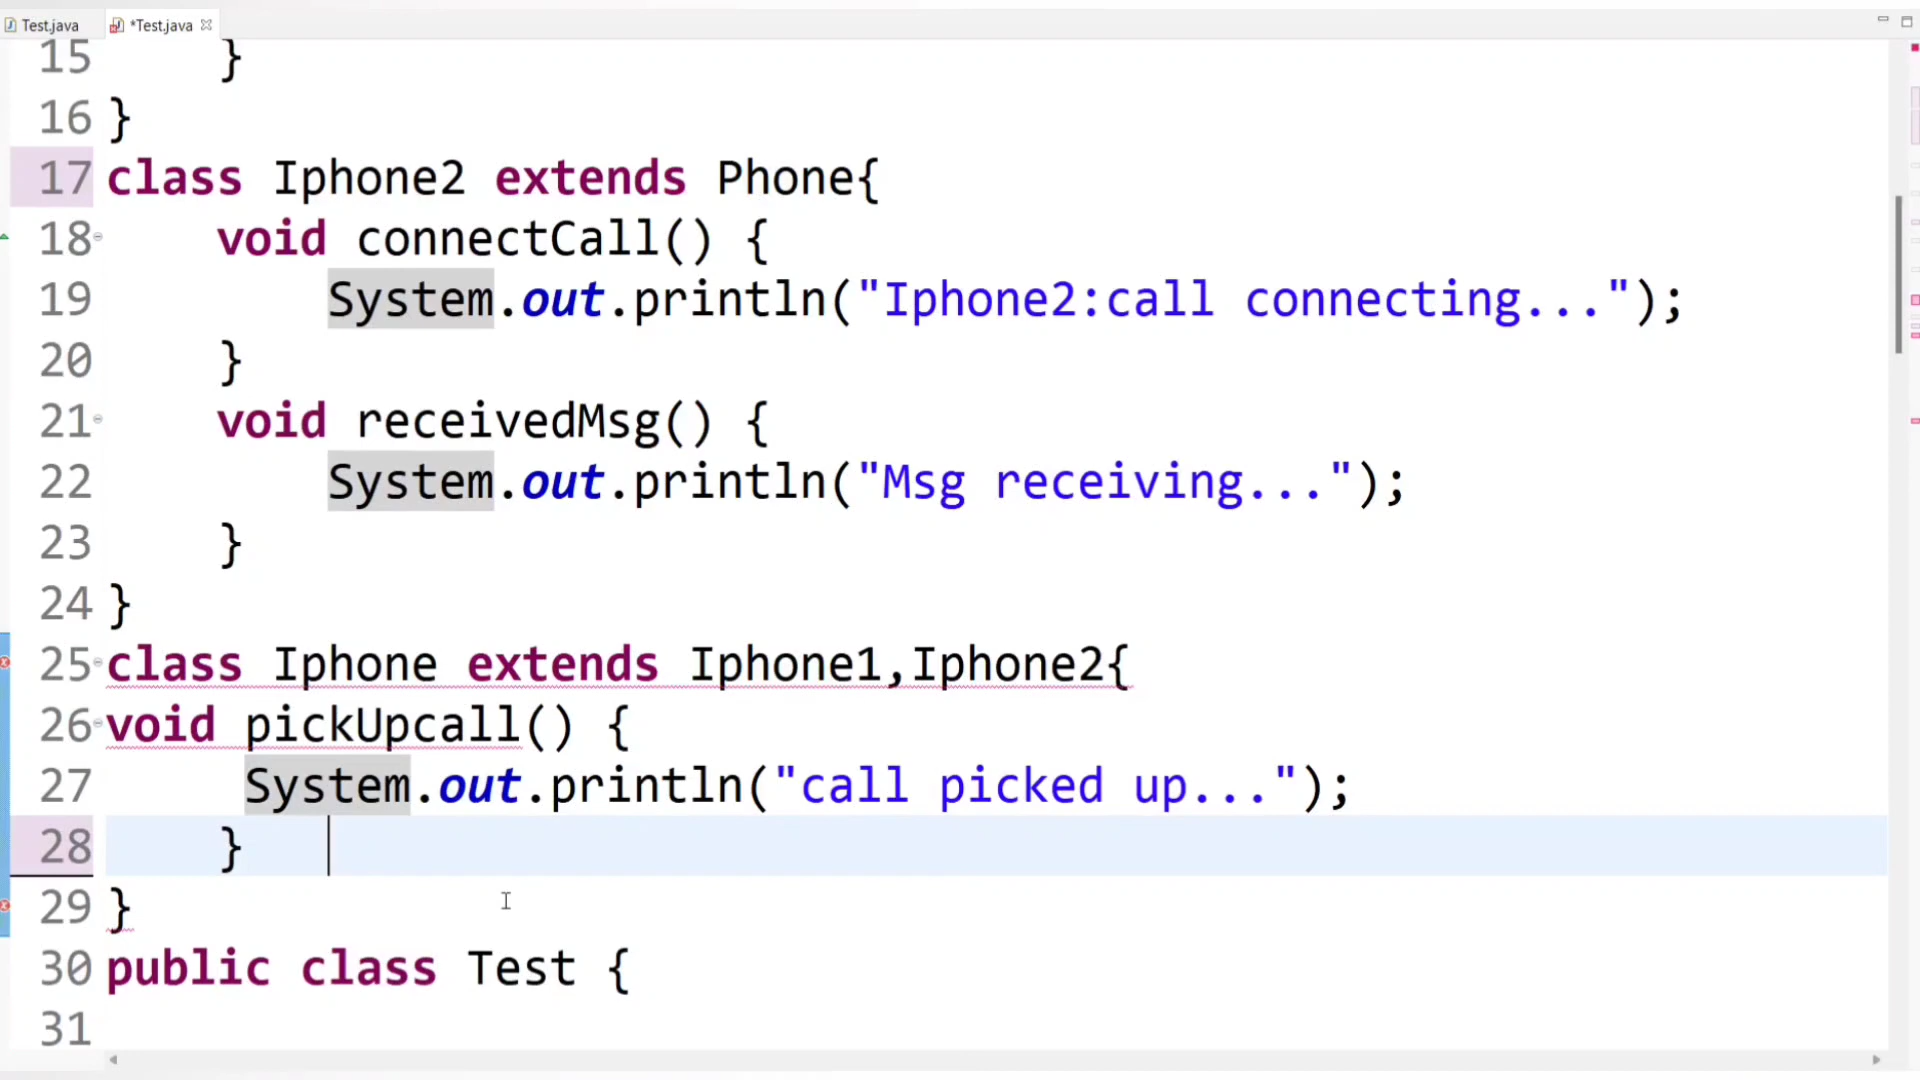 Test.java *Test.java
15 }
16 }
17 class Iphone2 extends Phone{
18 void connectCall() {
19 System.out.println("Iphone2:call connecting...");
20 }
21 void receivedMsg() {
22 System.out.println("Msg receiving...");
23 }
24 }
25 class Iphone extends Iphone1,Iphone2{
26 void pickUpcall() {
27 System.out.println("call picked up...");
28 }
29 }
30 public class Test {
31